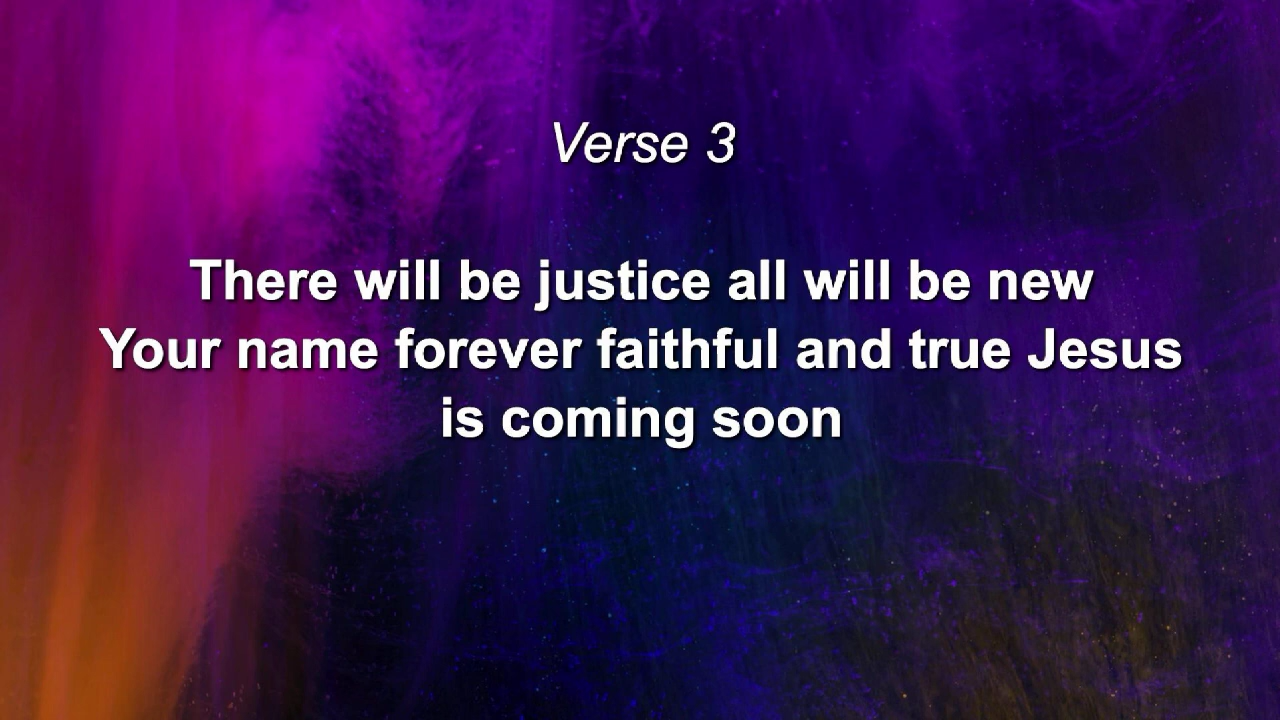 Verse 3
There will be justice all will be new
Your name forever faithful and true Jesus
is coming soon